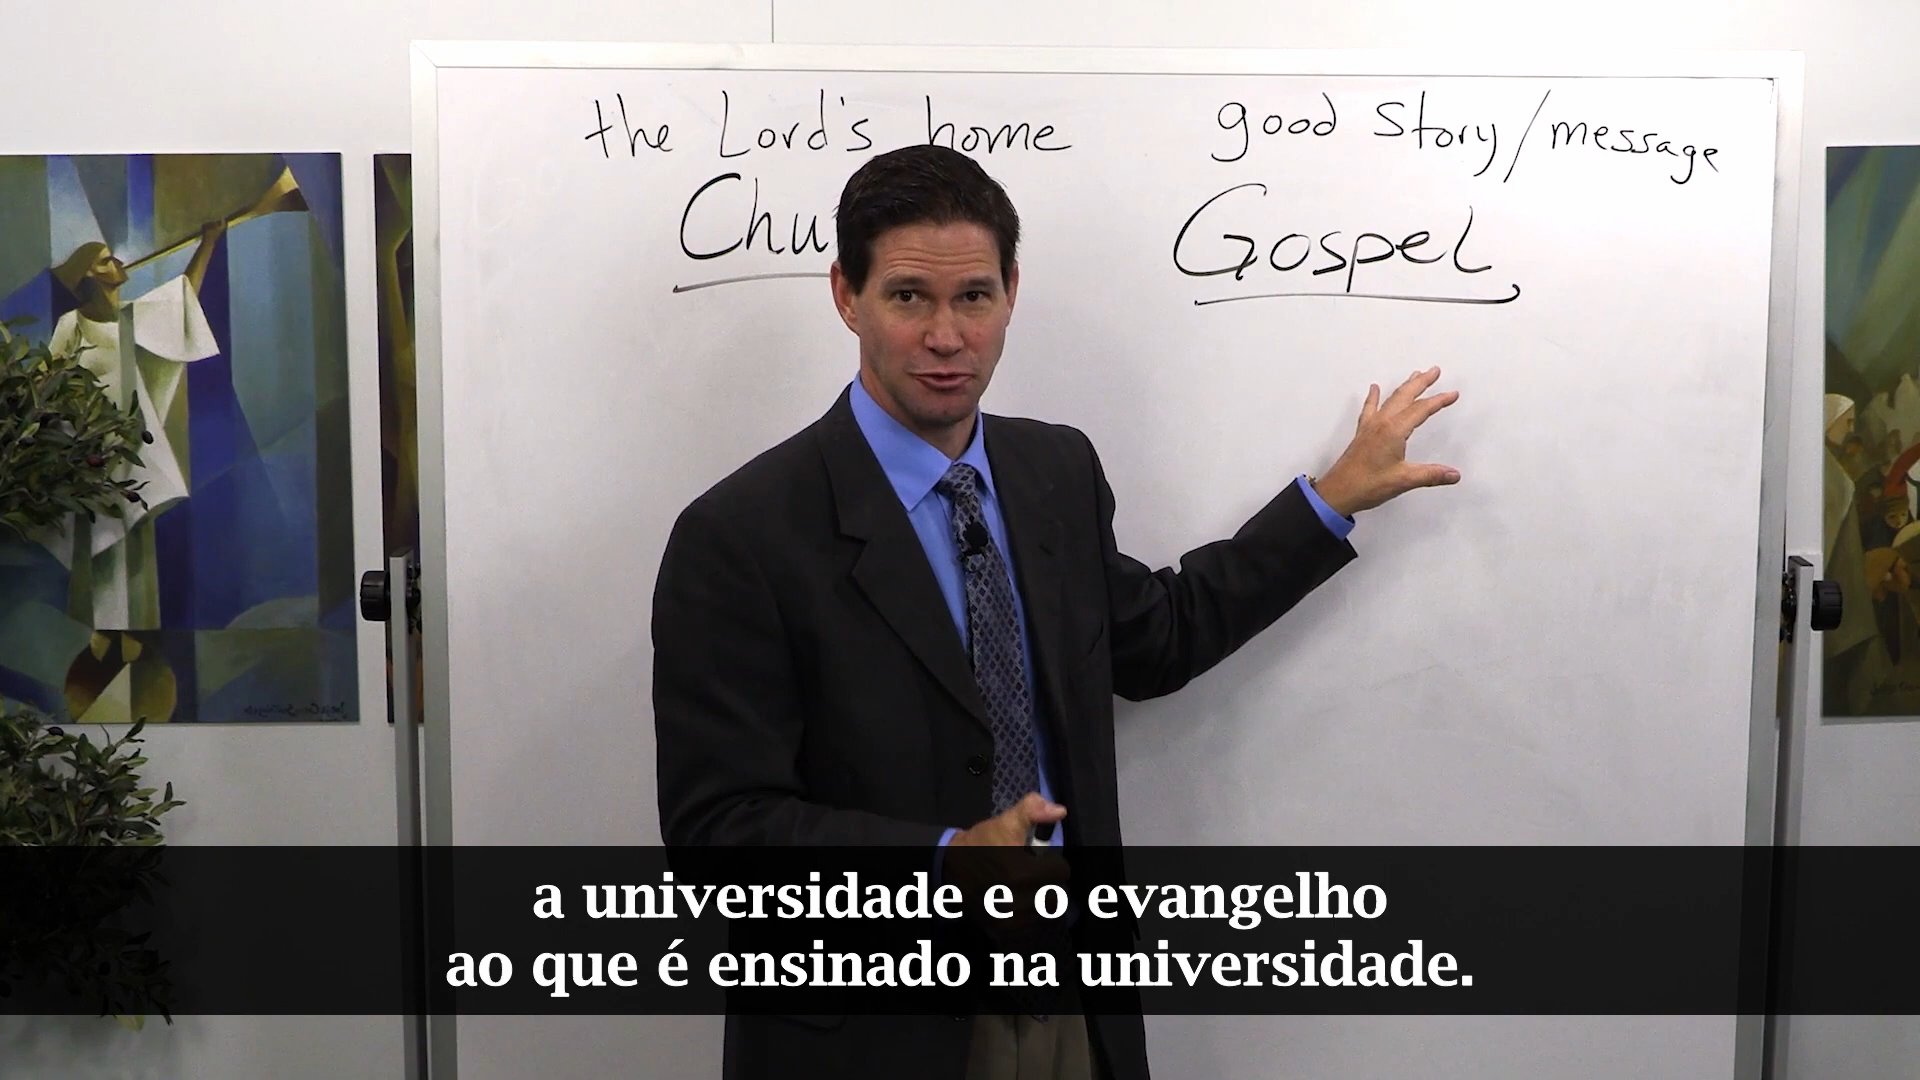 the Lord's home
good Story/message
Chu
Gospel
a universidade e o evangelho
ao que é ensinado na universidade.